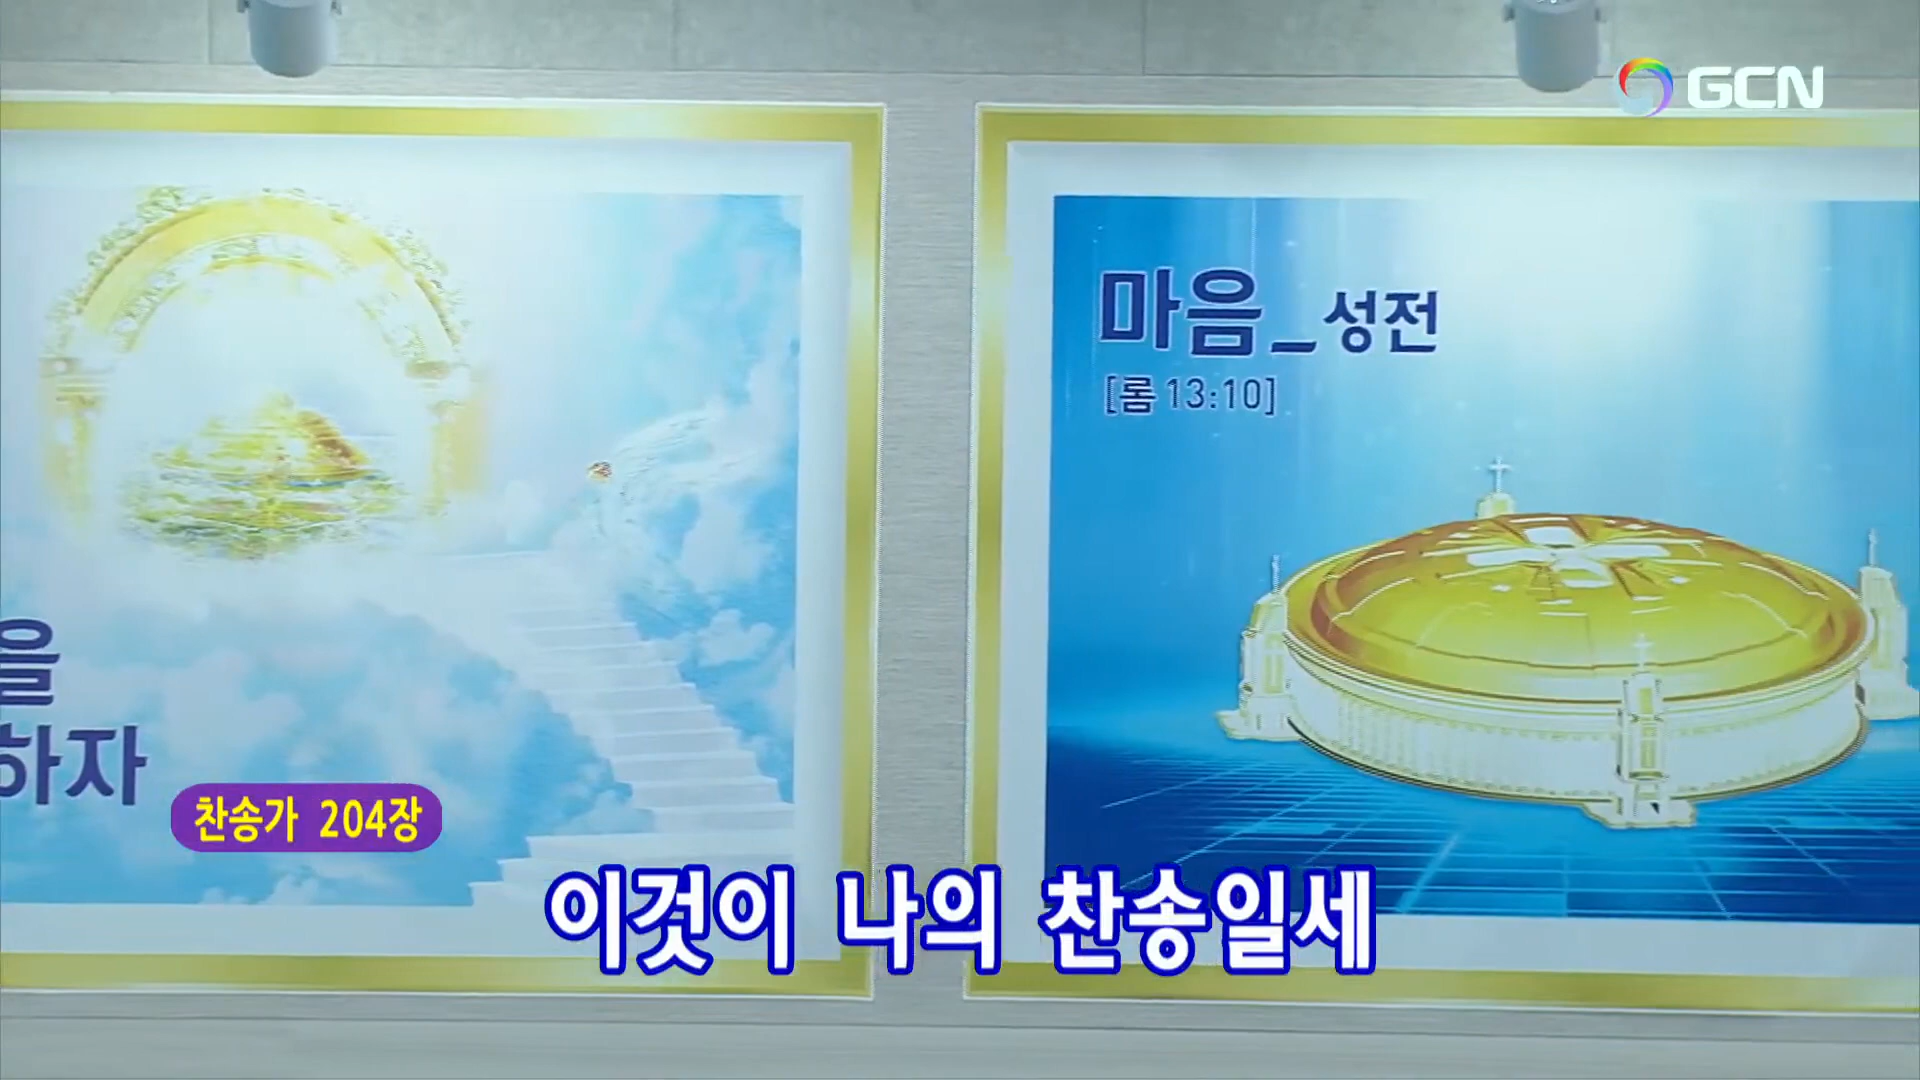 GCN
마음_성전
[롬 13:10]
을
하자
찬송가 204장
이것이 나의 찬송일세